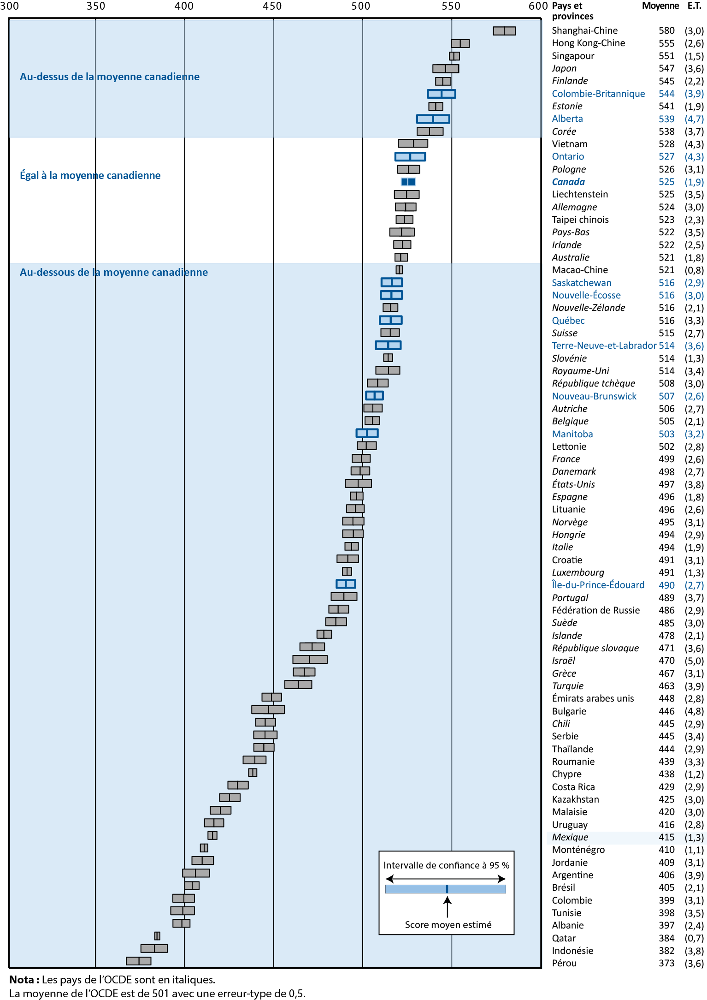 300 350 400 450 500 550 600 Pays et Moyenne E.T.
provinces
Shanghai-Chine 580 (3,0)
Hong Kong-Chine 555 (2,6)
Singapour 551 (1,5)
Japon 547 (3,6)
Au-dessus de la moyenne canadienne
Finlande 545 (2,2)
Colombie-Britannique 544 (3,9)
Estonie 541 (1,9)
Alberta 539 (4,7)
Corée 538 (3,7)
Vietnam 528 (4,3)
Ontario 527 (4,3)
Pologne 526 (3,1)
Égal à la moyenne canadienne
Canada 525 (1,9)
Liechtenstein 525 (3,5)
Allemagne 524 (3,0)
Taipei chinois 523 (2,3)
Pays-Bas 522 (3,5)
Irlande 522 (2,5)
Australie 521 (1,8)
Macao-Chine 521 (0,8)
Au-dessous de la moyenne canadienne
Saskatchewan 516 (2,9)
Nouvelle-Écosse 516 (3,0)
Nouvelle-Zélande 516 (2,1)
Québec 516 (3,3)
Suisse 515 (2,7)
Terre-Neuve-et-Labrador 514 (3,6)
Slovénie 514 (1,3)
Royaume-Uni 514 (3,4)
République tchèque 508 (3,0)
Nouveau-Brunswick 507 (2,6)
Autriche 506 (2,7)
Belgique 505 (2,1)
Manitoba 503 (3,2)
Lettonie 502 (2,8)
France 499 (2,6)
Danemark 498 (2,7)
États-Unis 497 (3,8)
Espagne 496 (1,8)
Lituanie 496 (2,6)
Norvège 495 (3,1)
Hongrie 494 (2,9)
Italie 494 (1,9)
Croatie 491 (3,1)
Luxembourg 491 (1,3)
Île-du-Prince-Édouard 490 (2,7)
Portugal 489 (3,7)
Fédération de Russie 486 (2,9)
Suède 485 (3,0)
Islande 478 (2,1)
République slovaque 471 (3,6)
Israël 470 (5,0)
Grèce 467 (3,1)
Turquie 463 (3,9)
Émirats arabes unis 448 (2,8)
Bulgarie 446 (4,8)
Chili 445 (2,9)
Serbie 445 (3,4)
Thaïlande 444 (2,9)
Roumanie 439 (3,3)
Chypre 438 (1,2)
Costa Rica 429 (2,9)
Kazakhstan 425 (3,0)
Malaisie 420 (3,0)
Uruguay 416 (2,8)
Mexique 415 (1,3)
Monténégro 410 (1,1)
Jordanie 409 (3,1)
Intervalle de confiance à 95 %
Argentine 406 (3,9)
Brésil 405 (2,1)
Colombie 399 (3,1)
Tunisie 398 (3,5)
Score moyen estimé
Albanie 397 (2,4)
Qatar 384 (0,7)
Indonésie 382 (3,8)
Pérou 373 (3,6)
Nota : Les pays de l’OCDE sont en italiques.
La moyenne de l’OCDE est de 501 avec une erreur-type de 0,5.